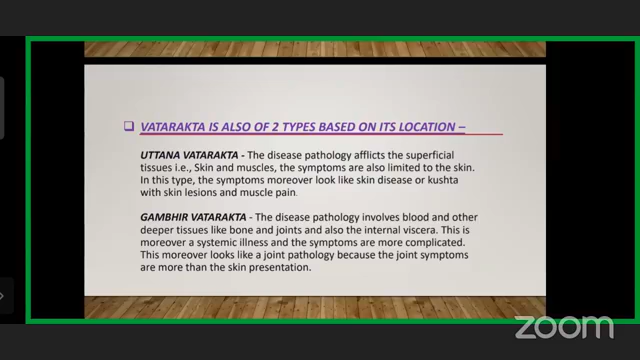 VATARAKTA IS ALSO OF 2 TYPES BASED ON ITS LOCATION –
UTTANA VATARAKTA - The disease pathology afflicts the superficial
tissues i.e., Skin and muscles, the symptoms are also limited to the skin.
In this type, the symptoms moreover look like skin disease or kushta
with skin lesions and muscle pain.
GAMBHIR VATARAKTA - The disease pathology involves blood and other
deeper tissues like bone and joints and also the internal viscera. This is
moreover a systemic illness and the symptoms are more complicated.
This moreover looks like a joint pathology because the joint symptoms
are more than the skin presentation.
zoom